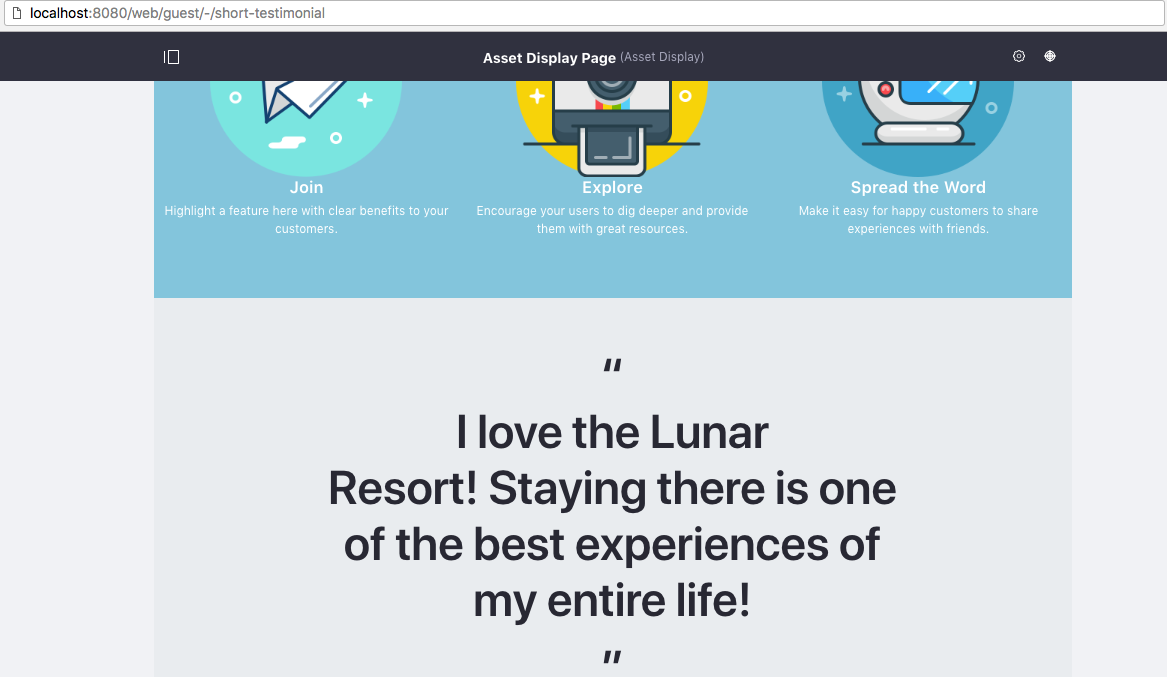 localhost:8080/web/guest/-/short-testimonial
Asset Display Page (Asset Display)
Join
Explore
Spread the Word
Highlight a feature here with clear benefits to your
customers.
Encourage your users to dig deeper and provide
them with great resources.
Make it easy for happy customers to share
experiences with friends.
“
I love the Lunar
Resort! Staying there is one
of the best experiences of
my entire life!
”